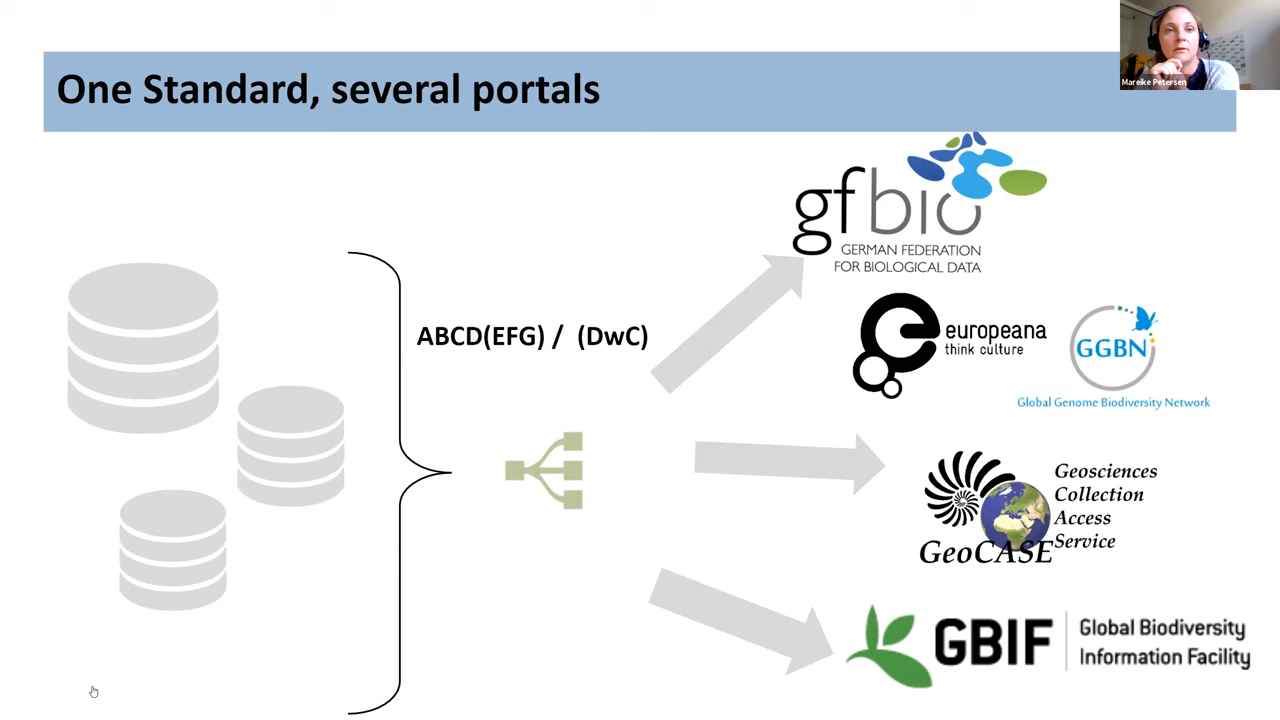 One Standard, several portals
Mareike Petersen
gfbio
GERMAN FEDERATION
FOR BIOLOGICAL DATA
ABCD(EFG) / (DwC)
europeana
think culture
GGBN
Global Genome Biodiversity Network
Geosciences
Collection
Access
Service
GeoCASE
GBIF
Global Biodiversity
Information Facility